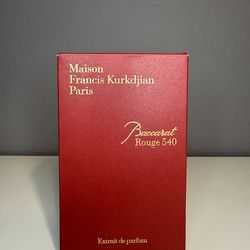 Maison
Francis Kurkdjian
Paris
Baccarat
Rouge 540
Extrait de parfum